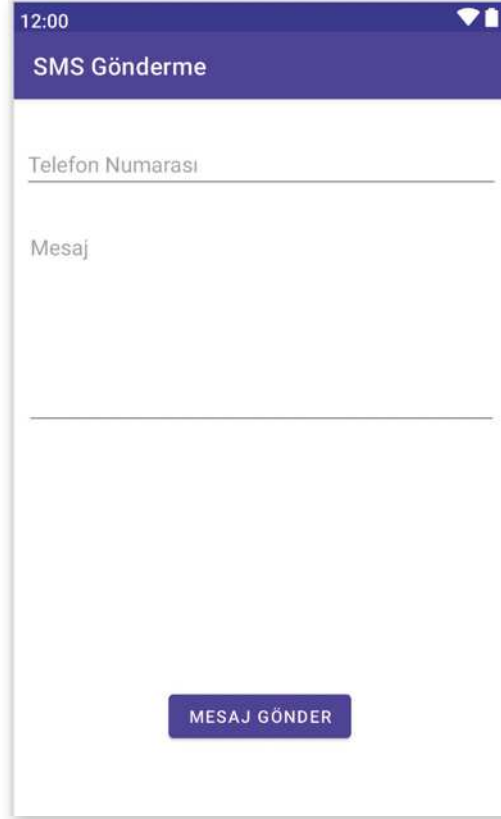 12:00
SMS Gönderme
Telefon Numarası
Mesaj
MESAJ GÖNDER